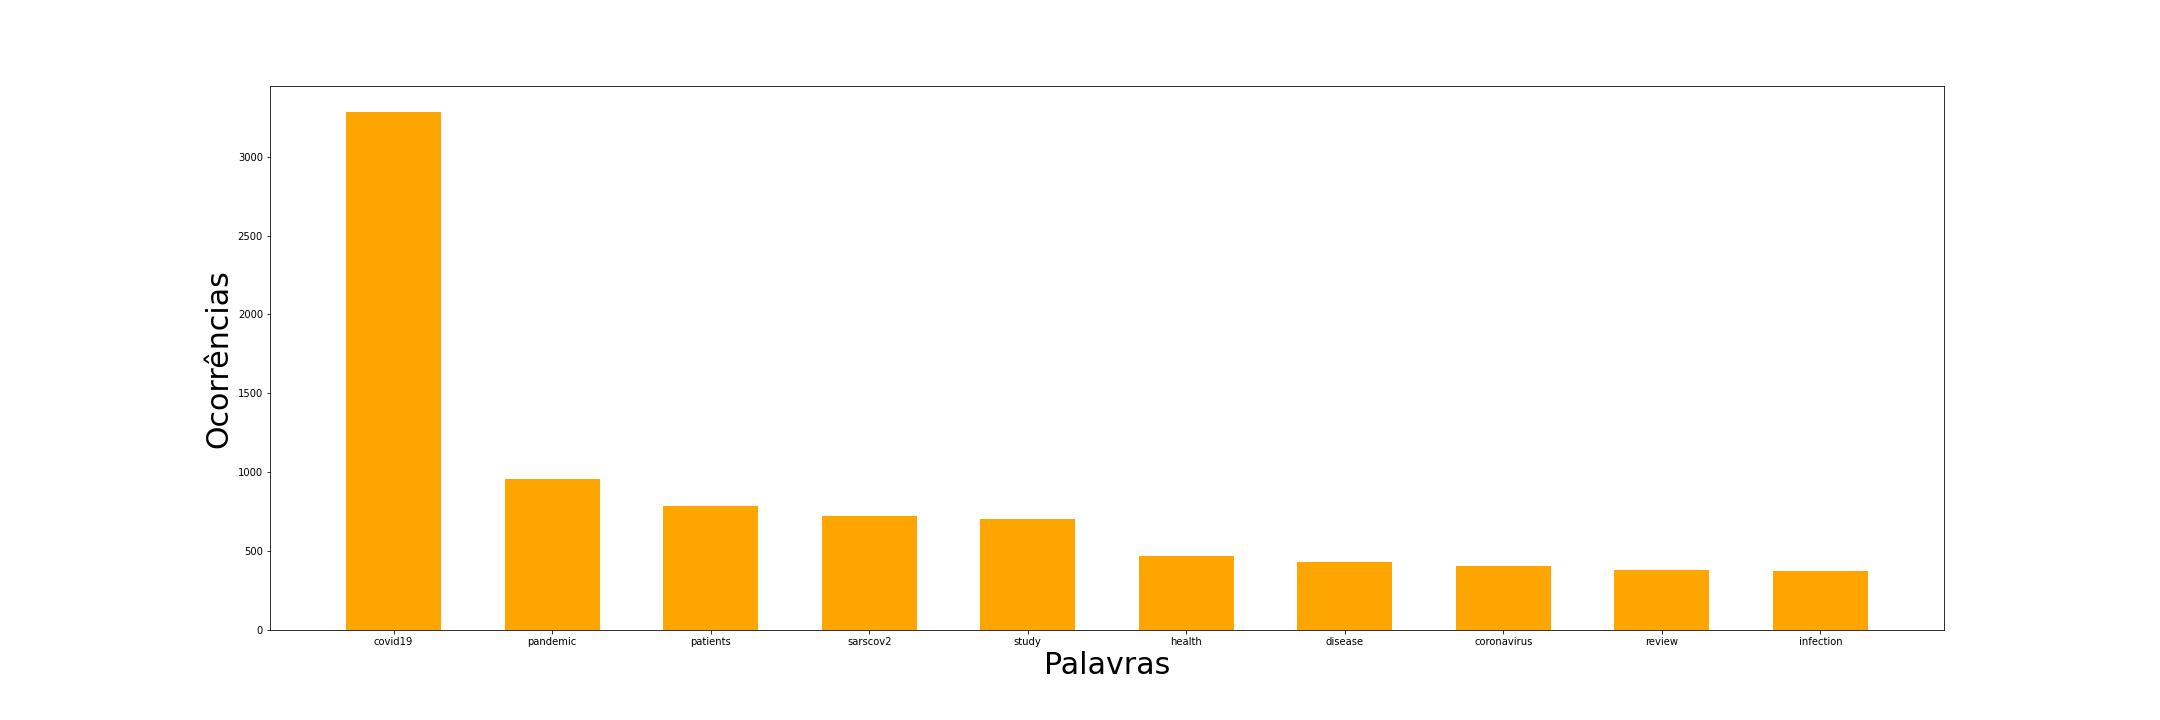 3000
2500
2000
1500
1000
500
0
Ocorrências
covid19 pandemic patients sarscov2 study health disease coronavirus review infection
Palavras